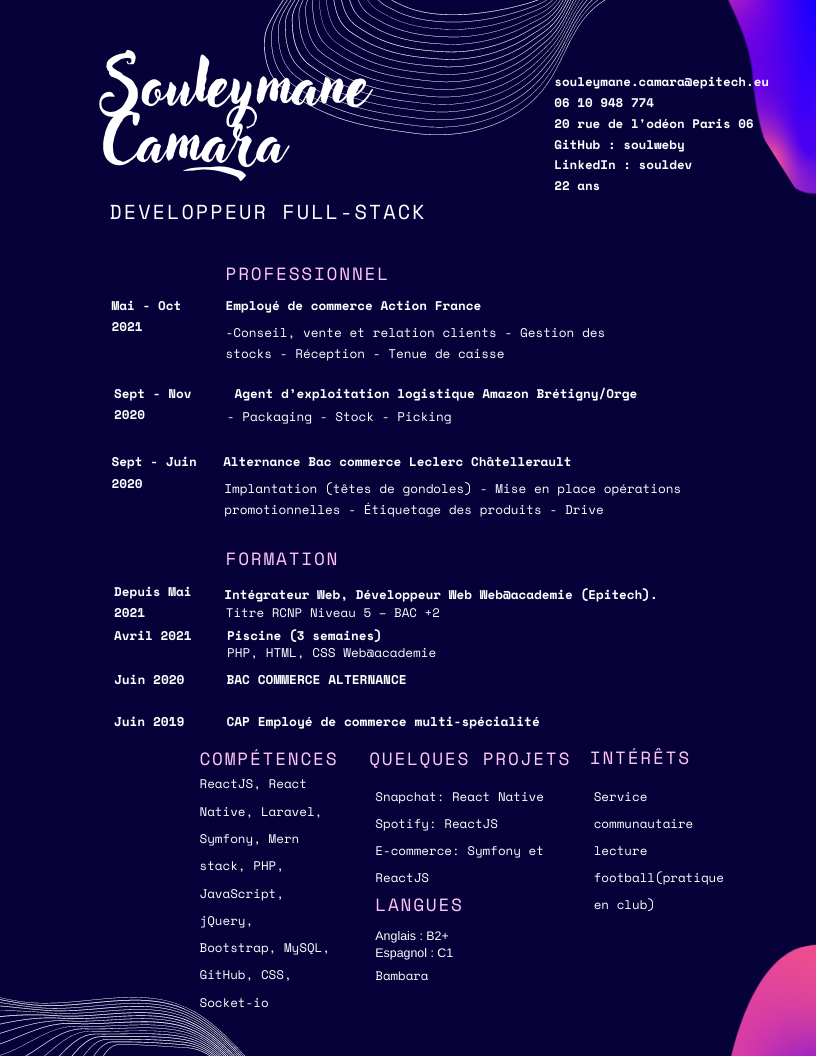 Souleymane
Camara
souleymane.camara@epitech.eu
06 10 948 774
20 rue de l'odéon Paris 06
GitHub : soulweby
LinkedIn : souldev
22 ans
DEVELOPPEUR FULL-STACK
PROFESSIONNEL
Mai - Oct
2021
Employé de commerce Action France
-Conseil, vente et relation clients - Gestion des
stocks - Réception - Tenue de caisse
Sept - Nov
2020
Agent d'exploitation logistique Amazon Brétigny/Orge
- Packaging - Stock - Picking
Sept - Juin
2020
Alternance Bac commerce Leclerc Châtellerault
Implantation (têtes de gondoles) - Mise en place opérations
promotionnelles - Étiquetage des produits - Drive
FORMATION
Depuis Mai
2021
Intégrateur Web, Développeur Web Web@academie (Epitech).
Titre RCNP Niveau 5 – BAC +2
Avril 2021
Piscine (3 semaines)
PHP, HTML, CSS Web@academie
Juin 2020
BAC COMMERCE ALTERNANCE
Juin 2019
CAP Employé de commerce multi-spécialité
COMPÉTENCES
ReactJS, React
Native, Laravel,
Symfony, Mern
stack, PHP,
JavaScript,
jQuery,
Bootstrap, MySQL,
GitHub, CSS,
Socket-io
QUELQUES PROJETS
Snapchat: React Native
Spotify: ReactJS
E-commerce: Symfony et
ReactJS
LANGUES
Anglais : B2+
Espagnol : C1
Bambara
INTÉRÊTS
Service
communautaire
lecture
football(pratique
en club)